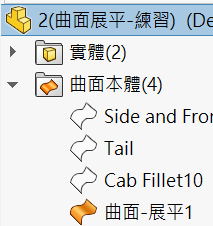 2(曲面展平-練習) (De
實體(2)
曲面本體(4)
Side and Fron
Tail
Cab Fillet10
曲面-展平1